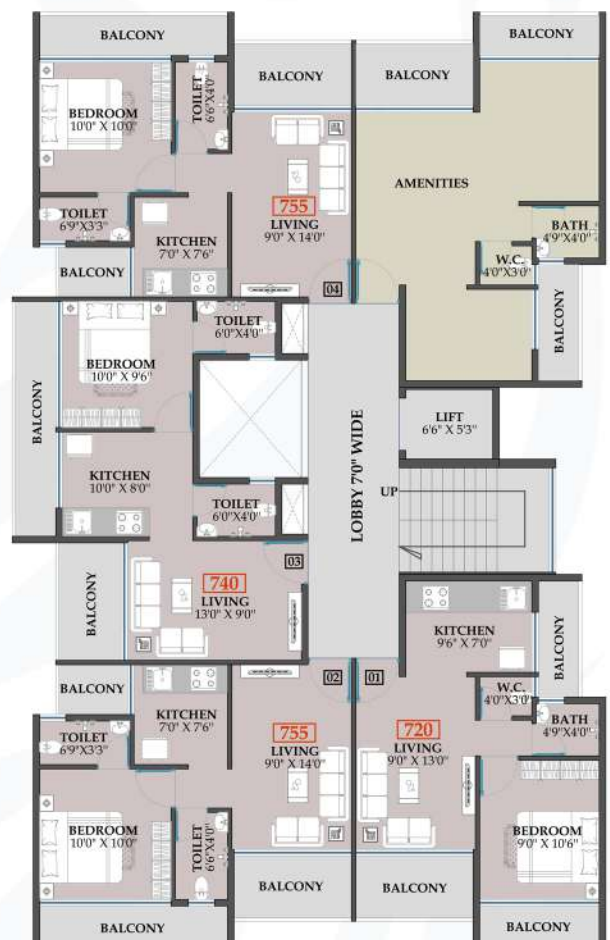 BALCONY
BALCONY
BALCONY
BALCONY
BEDROOM
10'0" X 10'0"
TOILET
6'6"X4'0"
AMENITIES
755
LIVING
9'0" X 14'0"
TOILET
6'9"X3'3"
KITCHEN
7'0" X 7'6"
BATH
4'9"X4'0"
W.C.
4'0"X3'0"
BALCONY
04
BALCONY
TOILET
6'0"X4'0"
BEDROOM
10'0" X 9'6"
BALCONY
LIFT
6'6" X 5'3"
LOBBY 7'0" WIDE
KITCHEN
10'0" X 8'0"
TOILET
6'0"X4'0"
UP
03
740
LIVING
13'0" X 9'0"
BALCONY
KITCHEN
9'6" X 7'0"
BALCONY
BALCONY
02
01
W.C.
4'0"X3'0"
KITCHEN
7'0" X 7'6"
TOILET
6'9"X3'3"
755
LIVING
9'0" X 14'0"
720
LIVING
9'0" X 13'0"
BATH
4'9"X4'0"
BEDROOM
10'0" X 10'0"
TOILET
6'6"X4'0"
BEDROOM
9'0" X 10'6"
BALCONY
BALCONY
BALCONY
BALCONY